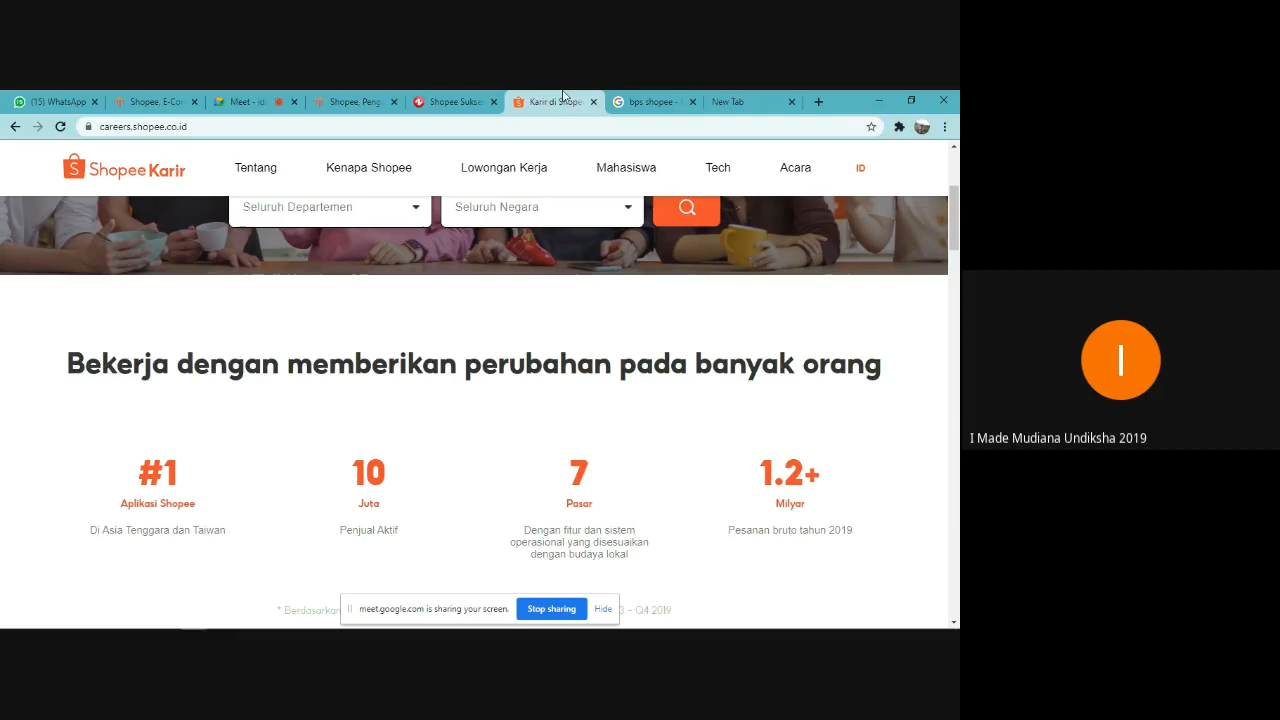 (15) WhatsApp
Shopee, E-Co
Meet - id
Shopee, Peng
Shopee Sukse
Karir di Shope
bps shopee -
New Tab
careers.shopee.co.id
S Shopee Karir
Tentang
Kenapa Shopee
Lowongan Kerja
Mahasiswa
Tech
Acara
ID
Seluruh Departemen
Seluruh Negara
Bekerja dengan memberikan perubahan pada banyak orang
#1
Aplikasi Shopee
Di Asia Tenggara dan Taiwan
10
Juta
Penjual Aktif
7
Pasar
Dengan fitur dan sistem
operasional yang disesuaikan
dengan budaya lokal
1.2+
Milyar
Pesanan bruto tahun 2019
* Berdasarkan
– Q4 2019
meet.google.com is sharing your screen.
Stop sharing
Hide
I
I Made Mudiana Undiksha 2019